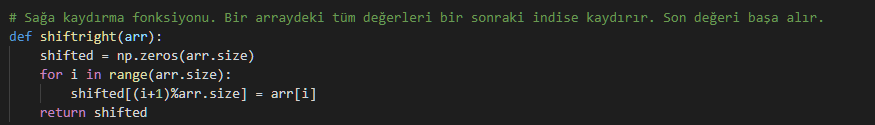 # Sağa kaydırma fonksiyonu. Bir arraydeki tüm değerleri bir sonraki indise kaydırır. Son değeri başa alır.
def shiftright(arr):
    shifted = np.zeros(arr.size)
    for i in range(arr.size):
        shifted[(i+1)%arr.size] = arr[i]
    return shifted